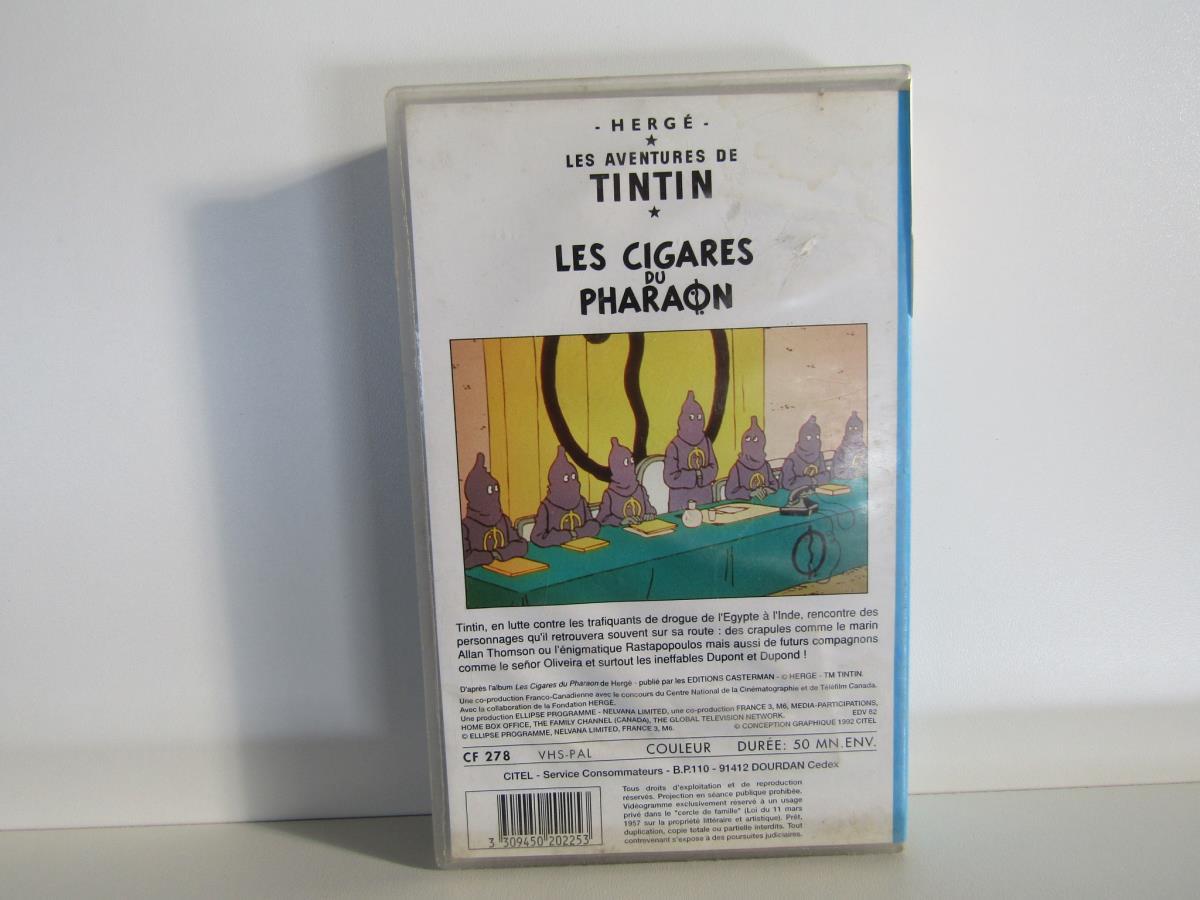 - HERGÉ -
LES AVENTURES DE
TINTIN
LES CIGARES
DU
PHARAON
Tintin, en lutte contre les trafiquants de drogue de l'Egypte à l'Inde, rencontre des
personnages qu'il retrouvera souvent sur sa route : des crapules comme le marin
Allan Thomson ou l'énigmatique Rastapopoulos mais aussi de futurs compagnons
comme le señor Oliveira et surtout les ineffables Dupont et Dupond !
D'après l'album Les Cigares du Pharaon de Hergé - publié par les EDITIONS CASTERMAN - © HERGE - TM TINTIN.
Une co-production Franco-Canadienne avec le concours du Centre National de la Cinématographie et de Téléfilm Canada.
Avec la collaboration de la Fondation HERGÉ.
Une production ELLIPSE PROGRAMME - NELVANA LIMITED, une co-production FRANCE 3, M6, MEDIA-PARTICIPATIONS,
HOME BOX OFFICE, THE FAMILY CHANNEL (CANADA), THE GLOBAL TELEVISION NETWORK. EDV 82
© ELLIPSE PROGRAMME, NELVANA LIMITED, FRANCE 3, M6. © CONCEPTION GRAPHIQUE 1992 CITEL
CF 278 VHS-PAL COULEUR DURÉE: 50 MN.ENV.
CITEL - Service Consommateurs - B.P.110 - 91412 DOURDAN Cedex
Tous droits d'exploitation et de reproduction
réservés. Projection en séance publique prohibée.
Vidéogramme exclusivement réservé à un usage
privé dans le "cercle de famille" (Loi du 11 mars
1957 sur la propriété littéraire et artistique). Prêt,
duplication, copie totale ou partielle interdits. Tout
contrevenant s'expose à des poursuites judiciaires.
3 309450 202253